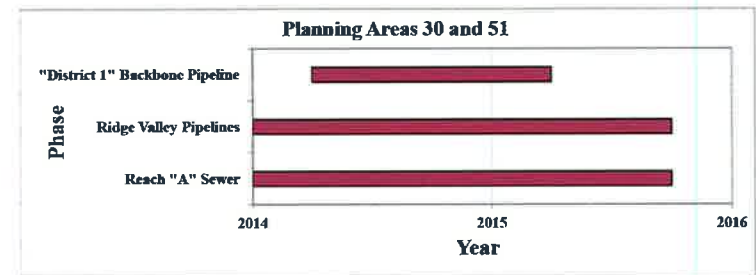 Planning Areas 30 and 51
"District 1" Backbone Pipeline
Ridge Valley Pipelines
Reach "A" Sewer
Phase
2014 2015 2016
Year